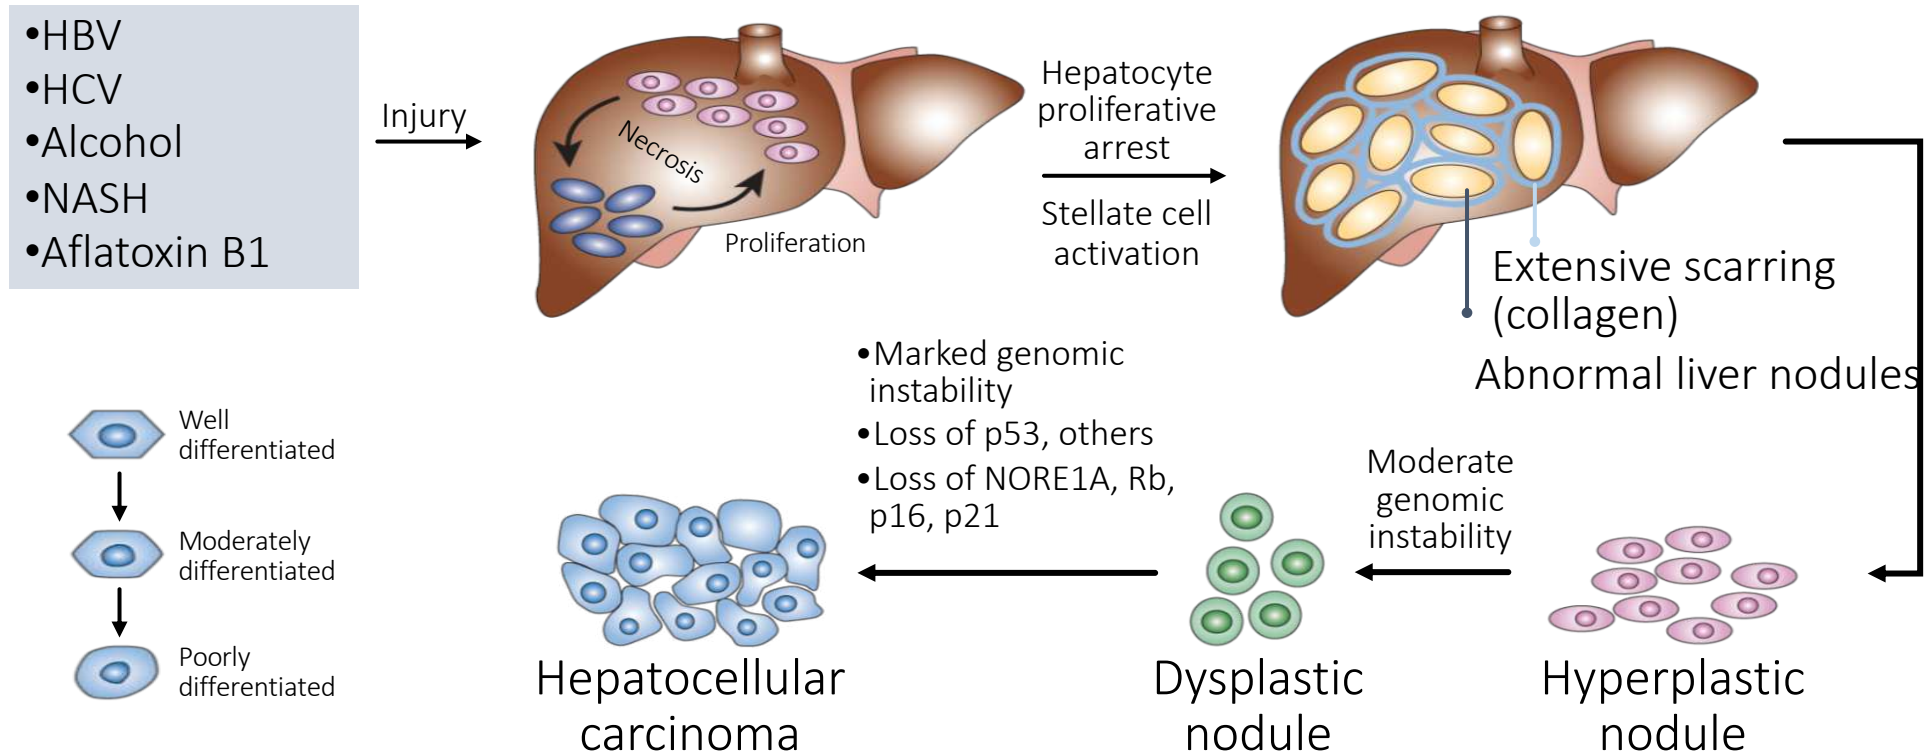 •HBV
•HCV
•Alcohol
•NASH
•Aflatoxin B1
Injury
Necrosis
Proliferation
Hepatocyte
proliferative
arrest
Stellate cell
activation
Extensive scarring
(collagen)
Abnormal liver nodules
•Marked genomic
instability
•Loss of p53, others
•Loss of NORE1A, Rb,
p16, p21
Moderate
genomic
instability
Well
differentiated
Moderately
differentiated
Poorly
differentiated
Hepatocellular
carcinoma
Dysplastic
nodule
Hyperplastic
nodule